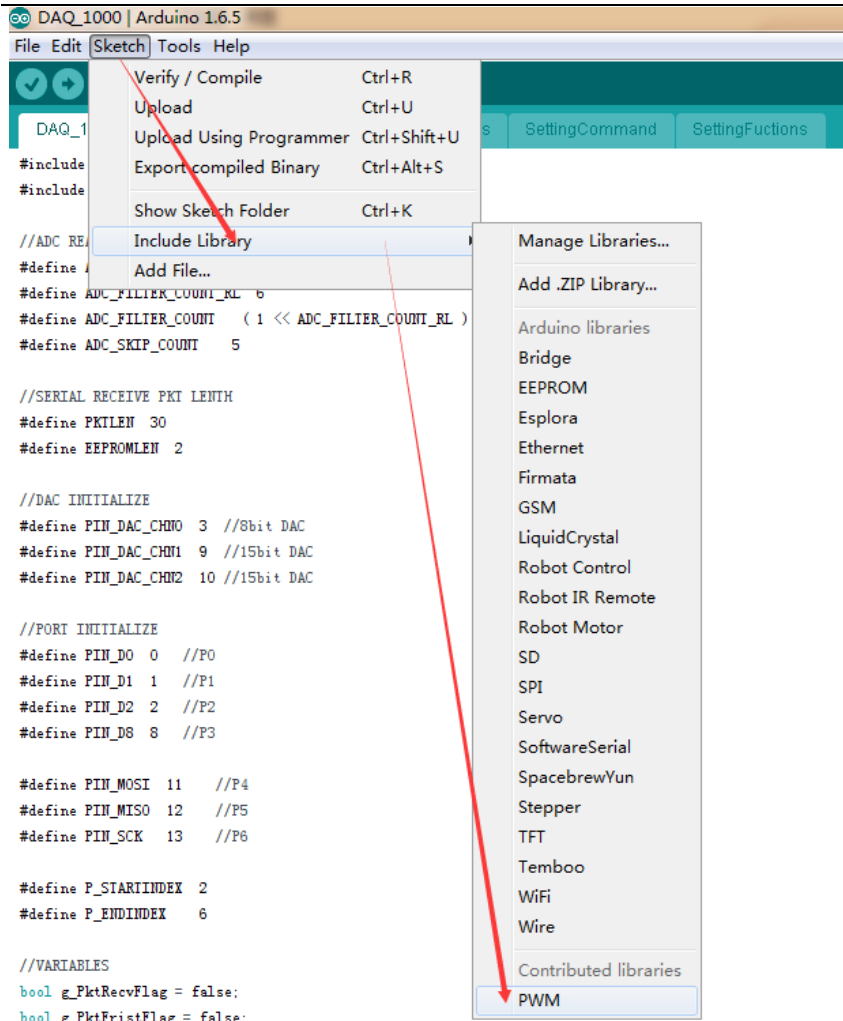 DAQ_1000 | Arduino 1.6.5
File Edit Sketch Tools Help
Verify / Compile Ctrl+R
Upload Ctrl+U
Upload Using Programmer Ctrl+Shift+U
Export compiled Binary Ctrl+Alt+S
Show Sketch Folder Ctrl+K
Include Library
Add File...
DAQ_1 s SettingCommand SettingFuctions
Manage Libraries...
Add .ZIP Library...
Arduino libraries
Bridge
EEPROM
Esplora
Ethernet
Firmata
GSM
LiquidCrystal
Robot Control
Robot IR Remote
Robot Motor
SD
SPI
Servo
SoftwareSerial
SpacebrewYun
Stepper
TFT
Temboo
WiFi
Wire
Contributed libraries
PWM
#include
#include
//ADC REA
#define A
#define ADC_FILTER_COUNT_RL 6
#define ADC_FILTER_COUNT ( 1 << ADC_FILTER_COUNT_RL )
#define ADC_SKIP_COUNT 5
//SERIAL RECEIVE PKT LENTH
#define PKTLEN 30
#define EEPROMLEN 2
//DAC INITIALIZE
#define PIN_DAC_CHN0 3 //8bit DAC
#define PIN_DAC_CHN1 9 //15bit DAC
#define PIN_DAC_CHN2 10 //15bit DAC
//PORT INITIALIZE
#define PIN_D0 0 //P0
#define PIN_D1 1 //P1
#define PIN_D2 2 //P2
#define PIN_D8 8 //P3
#define PIN_MOSI 11 //P4
#define PIN_MISO 12 //P5
#define PIN_SCK 13 //P6
#define P_STARTINDEX 2
#define P_ENDINDEX 6
//VARIABLES
bool g_PktRecvFlag = false;
bool g_PktFristFlag = false;